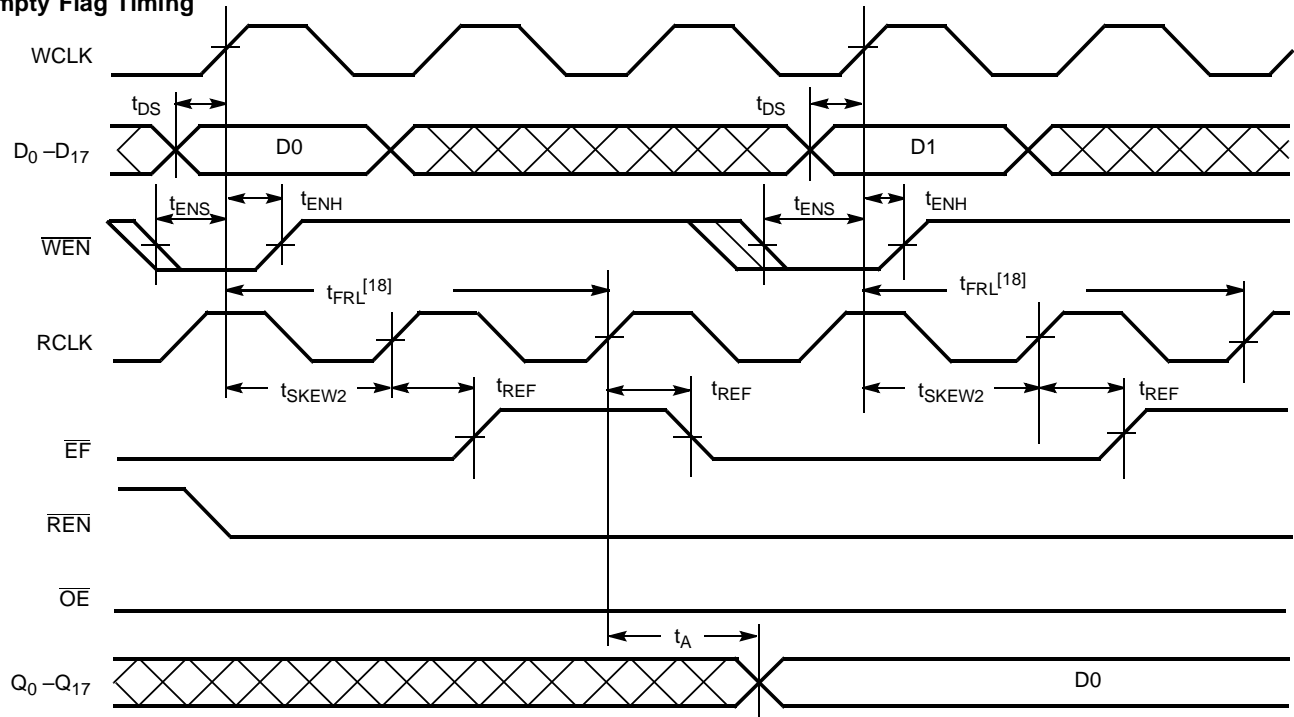 mpty Flag Timing
WCLK
tDS
tDS
D0 –D17
D0
D1
tENS
tENH
tENS
tENH
WEN
tFRL[18]
tFRL[18]
RCLK
tSKEW2
tREF
tREF
tSKEW2
tREF
EF
REN
OE
tA
Q0 –Q17
D0